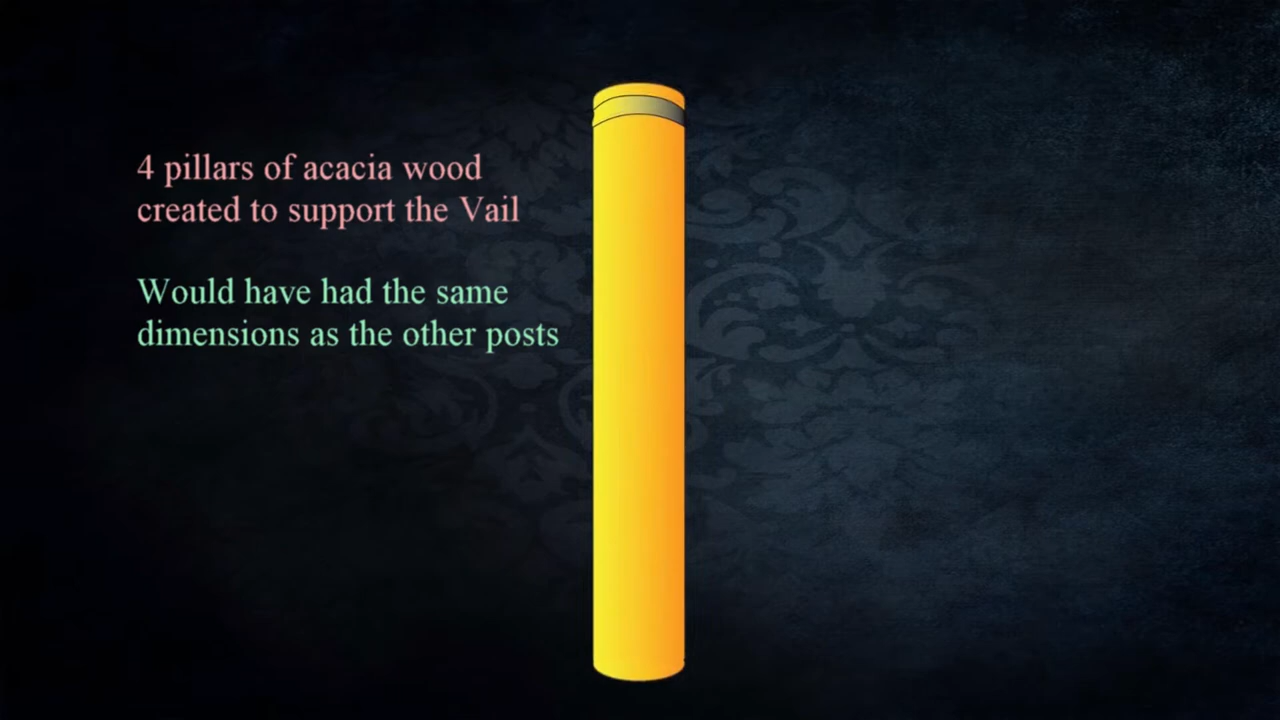 4 pillars of acacia wood
created to support the Vail
Would have had the same
dimensions as the other posts